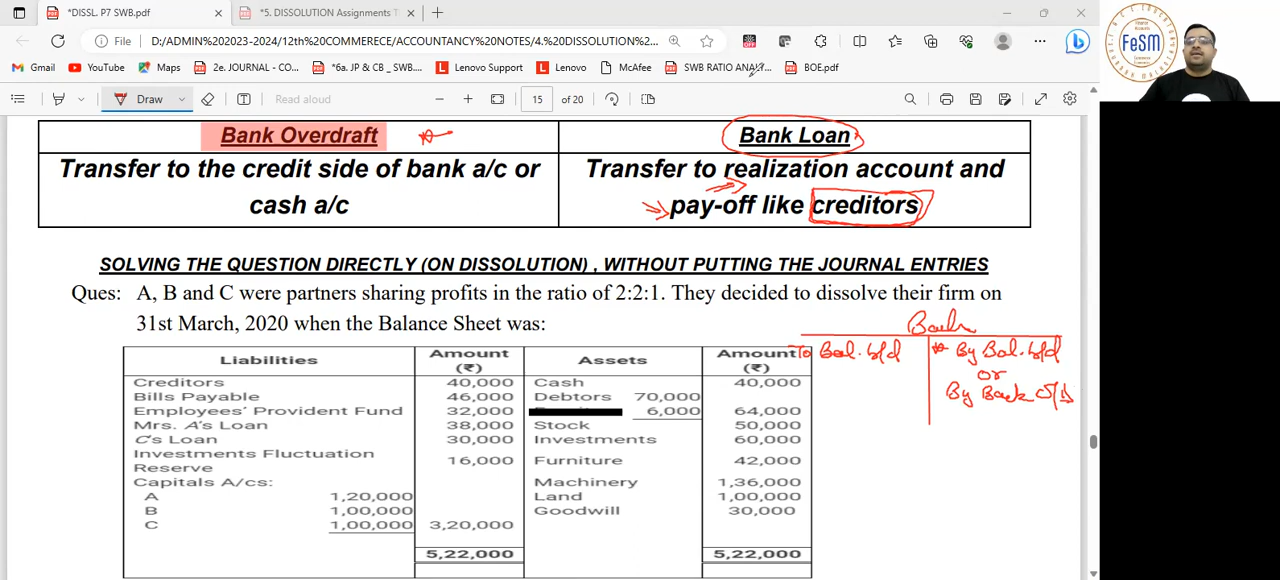 *DISSL. P7 SWB.pdf
*5. DISSOLUTION Assignments T
File
D:/ADMIN%202023-2024/12th%20COMMERECE/ACCOUNTANCY%20NOTES/4.%20DISSOLUTION%...
OFF
Gmail
YouTube
Maps
2e. JOURNAL - CO...
*6a. JP & SCB _ SWB....
Lenovo Support
Lenovo
McAfee
SWB RATIO ANALY...
BOE.pdf
Draw
Read aloud
15
of 20
FeSM
Bank Overdraft
Bank Loan
Transfer to the credit side of bank a/c or
cash a/c
Transfer to realization account and
pay-off like creditors
SOLVING THE QUESTION DIRECTLY (ON DISSOLUTION) , WITHOUT PUTTING THE JOURNAL ENTRIES
Ques: A, B and C were partners sharing profits in the ratio of 2:2:1. They decided to dissolve their firm on
31st March, 2020 when the Balance Sheet was:
Bank
To Bal. b/d
By Bal. b/d
or
By Bank O/D
Liabilities Amount (₹) Assets Amount (₹)
Creditors 40,000 Cash 40,000
Bills Payable 46,000 Debtors 70,000
Employees' Provident Fund 32,000 6,000 64,000
Mrs. A's Loan 38,000 Stock 50,000
C's Loan 30,000 Investments 60,000
Investments Fluctuation
Reserve 16,000 Furniture 42,000
Capitals A/cs: Machinery 1,36,000
A 1,20,000 Land 1,00,000
B 1,00,000 Goodwill 30,000
C 1,00,000 3,20,000
5,22,000 5,22,000